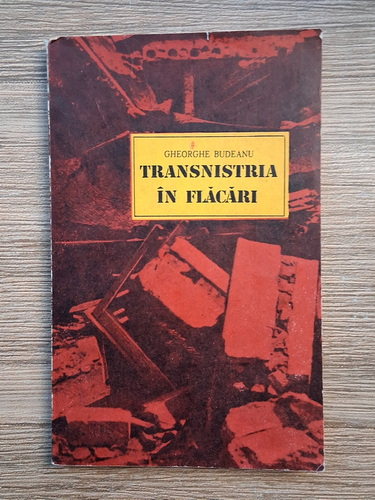 GHEORGHE BUDEANU
TRANSNISTRIA
ÎN FLĂCĂRI